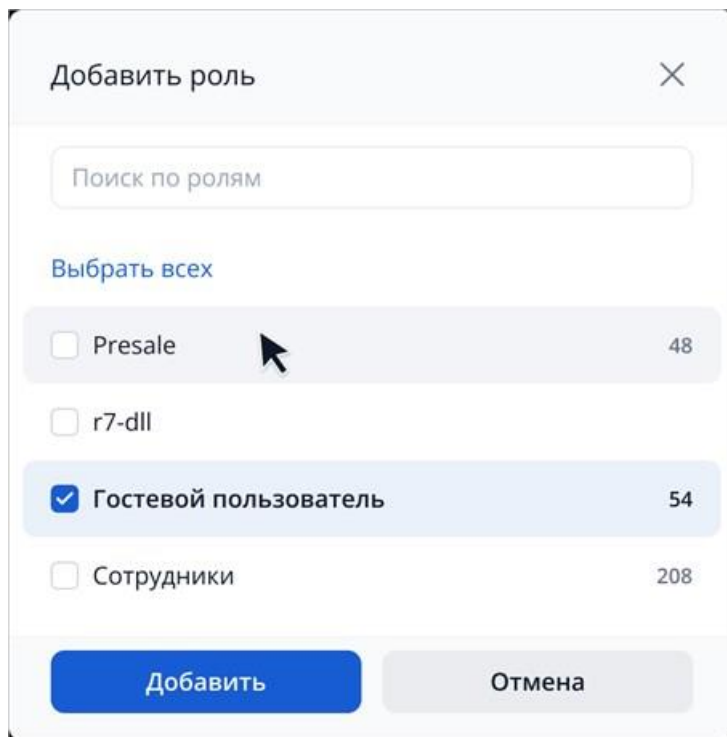 Добавить роль
Поиск по ролям
Выбрать всех
Presale 48
r7-dll
Гостевой пользователь 54
Сотрудники 208
Добавить Отмена